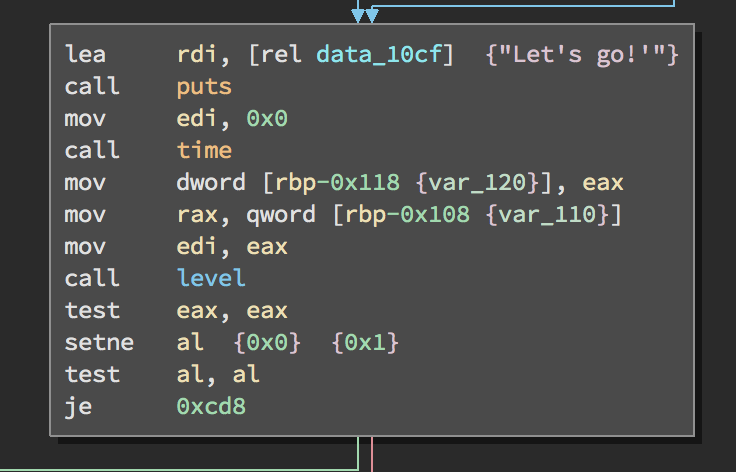 lea rdi, [rel data_10cf] {"Let's go!'"}
call puts
mov edi, 0x0
call time
mov dword [rbp-0x118 {var_120}], eax
mov rax, qword [rbp-0x108 {var_110}]
mov edi, eax
call level
test eax, eax
setne al {0x0} {0x1}
test al, al
je 0xcd8